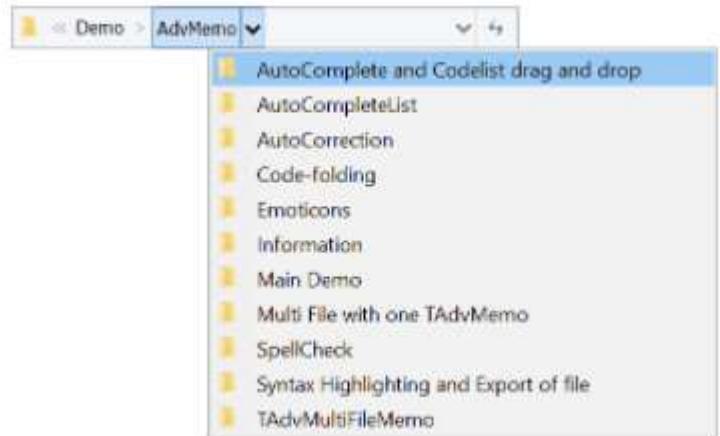 « Demo > AdvMemo
AutoComplete and Codelist drag and drop
AutoCompleteList
AutoCorrection
Code-folding
Emoticons
Information
Main Demo
Multi File with one TAdvMemo
SpellCheck
Syntax Highlighting and Export of file
TAdvMultiFileMemo